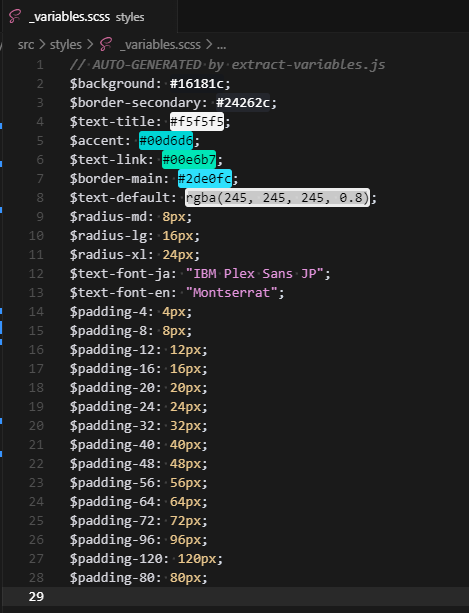 _variables.scss styles
src > styles > _variables.scss > ...
1 // AUTO-GENERATED by extract-variables.js
2 $background: #16181c;
3 $border-secondary: #24262c;
4 $text-title: #f5f5f5;
5 $accent: #00d6d6;
6 $text-link: #00e6b7;
7 $border-main: #2de0fc;
8 $text-default: rgba(245, 245, 245, 0.8);
9 $radius-md: 8px;
10 $radius-lg: 16px;
11 $radius-xl: 24px;
12 $text-font-ja: "IBM Plex Sans JP";
13 $text-font-en: "Montserrat";
14 $padding-4: 4px;
15 $padding-8: 8px;
16 $padding-12: 12px;
17 $padding-16: 16px;
18 $padding-20: 20px;
19 $padding-24: 24px;
20 $padding-32: 32px;
21 $padding-40: 40px;
22 $padding-48: 48px;
23 $padding-56: 56px;
24 $padding-64: 64px;
25 $padding-72: 72px;
26 $padding-96: 96px;
27 $padding-120: 120px;
28 $padding-80: 80px;
29